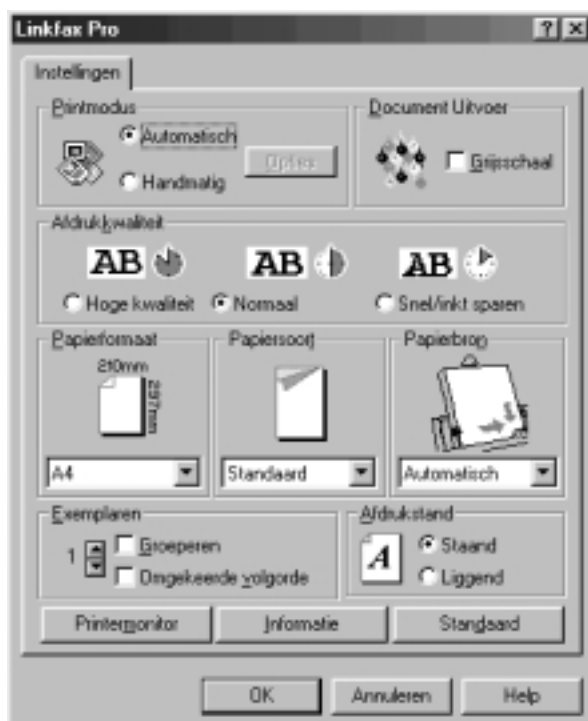 Linkfax Pro
Instellingen
Printmodus
Automatisch
Opties
Handmatig
Document Uitvoer
Grijsschaal
Afdrukkwaliteit
AB AB AB
Hoge kwaliteit Normaal Snel/inkt sparen
Papierformaat Papiersoort Papierbron
210mm
297mm
A4 Standaard Automatisch
Exemplaren
1
Groeperen
Omgekeerde volgorde
Afdrukstand
A
Staand
Liggend
Printermonitor Informatie Standaard
OK Annuleren Help